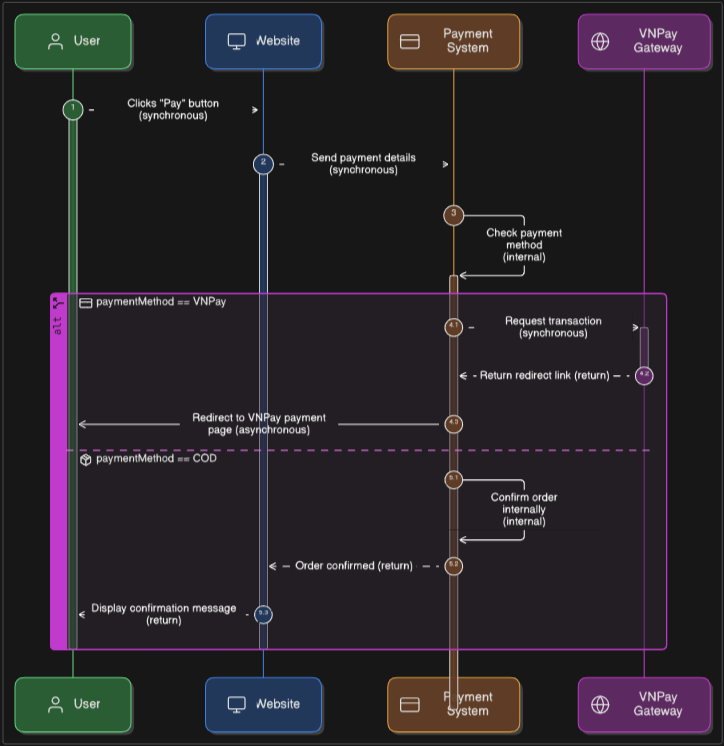 User
Website
Payment
System
VNPay
Gateway
1
Clicks "Pay" button
(synchronous)
2
Send payment details
(synchronous)
3
Check payment
method
(internal)
alt
paymentMethod == VNPay
4.1
Request transaction
(synchronous)
Return redirect link (return)
4.2
Redirect to VNPay payment
page (asynchronous)
4.3
paymentMethod == COD
5.1
Confirm order
internally
(internal)
Order confirmed (return)
5.2
Display confirmation message
(return)
5.3
User
Website
Payment
System
VNPay
Gateway